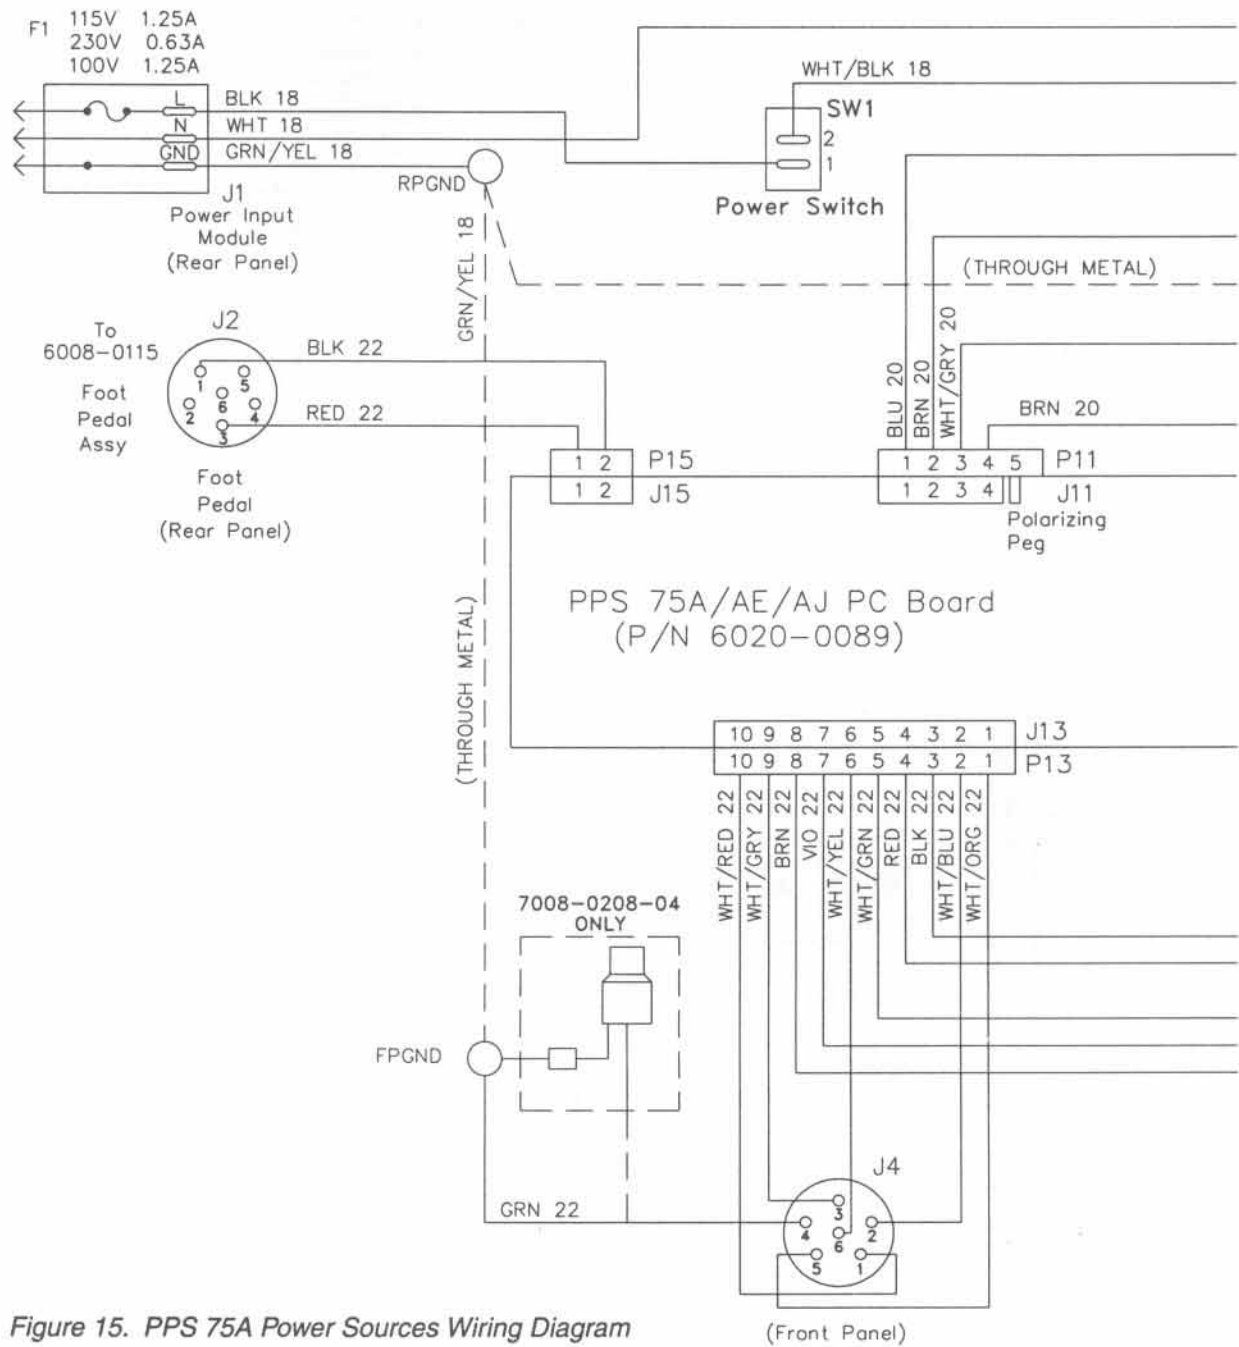 F1 115V 1.25A
230V 0.63A
100V 1.25A
L BLK 18
N WHT 18
GND GRN/YEL 18
J1
Power Input
Module
(Rear Panel)
RPGND
GRN/YEL 18
WHT/BLK 18
SW1
2
1
Power Switch
(THROUGH METAL)
To
6008-0115
Foot
Pedal
Assy
J2
1 5
6
2 4
3
Foot
Pedal
(Rear Panel)
BLK 22
RED 22
1 2 P15
1 2 J15
BLU 20
BRN 20
WHT/GRY 20
BRN 20
1 2 3 4 5 P11
1 2 3 4 J11
Polarizing
Peg
PPS 75A/AE/AJ PC Board
(P/N 6020-0089)
(THROUGH METAL)
10 9 8 7 6 5 4 3 2 1 J13
10 9 8 7 6 5 4 3 2 1 P13
WHT/RED 22
WHT/GRY 22
BRN 22
VIO 22
WHT/YEL 22
WHT/GRN 22
RED 22
BLK 22
WHT/BLU 22
WHT/ORG 22
7008-0208-04
ONLY
FPGND
GRN 22
J4
3
4 6 2
5 1
(Front Panel)
Figure 15. PPS 75A Power Sources Wiring Diagram